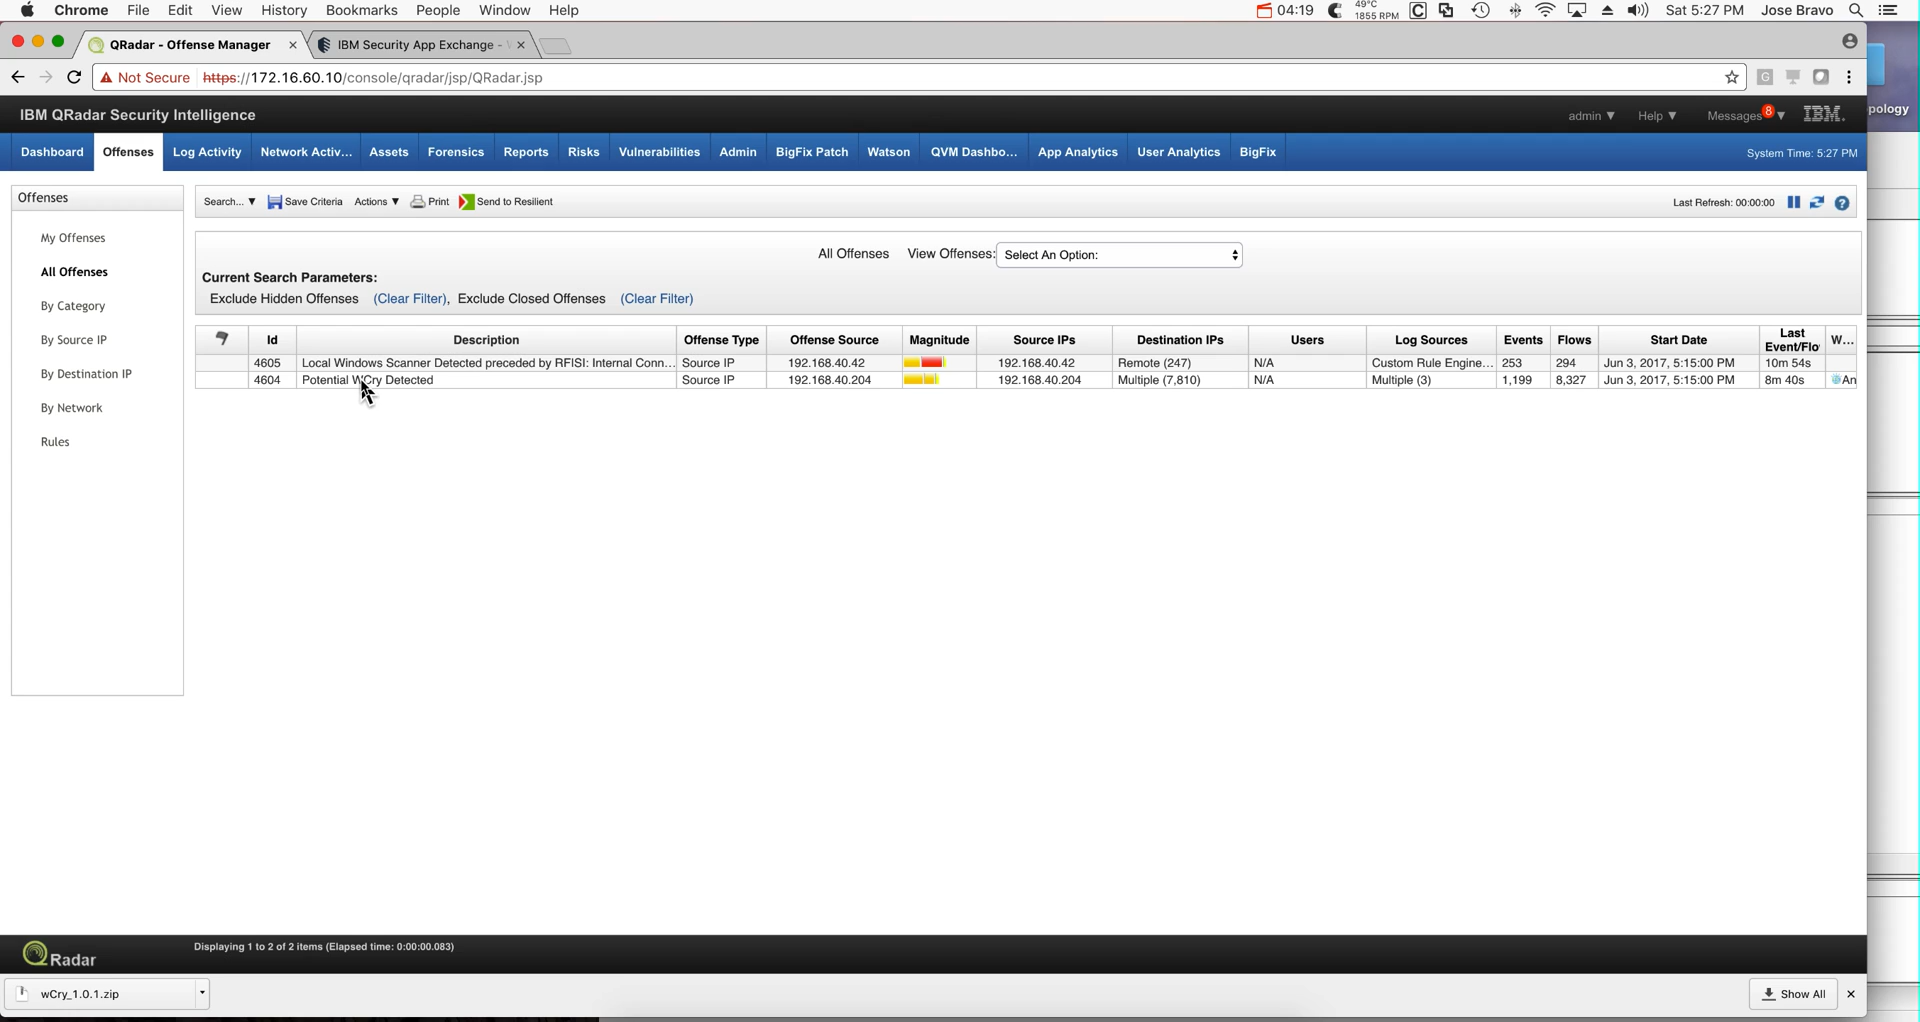 Chrome File Edit View History Bookmarks People Window Help 04:19 49°C 1855 RPM Sat 5:27 PM Jose Bravo
QRadar - Offense Manager IBM Security App Exchange -
Not Secure https://172.16.60.10/console/qradar/jsp/QRadar.jsp
pology
IBM QRadar Security Intelligence admin ▼ Help ▼ Messages 8 ▼ IBM.
Dashboard Offenses Log Activity Network Activ... Assets Forensics Reports Risks Vulnerabilities Admin BigFix Patch Watson QVM Dashbo... App Analytics User Analytics BigFix System Time: 5:27 PM
Offenses
My Offenses
All Offenses
By Category
By Source IP
By Destination IP
By Network
Rules
Search... ▼ Save Criteria Actions ▼ Print Send to Resilient Last Refresh: 00:00:00
All Offenses View Offenses: Select An Option:
Current Search Parameters:
Exclude Hidden Offenses (Clear Filter), Exclude Closed Offenses (Clear Filter)
Id Description Offense Type Offense Source Magnitude Source IPs Destination IPs Users Log Sources Events Flows Start Date Last Event/Flo W...
4605 Local Windows Scanner Detected preceded by RFISI: Internal Conn... Source IP 192.168.40.42 192.168.40.42 Remote (247) N/A Custom Rule Engine... 253 294 Jun 3, 2017, 5:15:00 PM 10m 54s
4604 Potential WCry Detected Source IP 192.168.40.204 192.168.40.204 Multiple (7,810) N/A Multiple (3) 1,199 8,327 Jun 3, 2017, 5:15:00 PM 8m 40s An
QRadar Displaying 1 to 2 of 2 items (Elapsed time: 0:00:00.083)
wCry_1.0.1.zip Show All